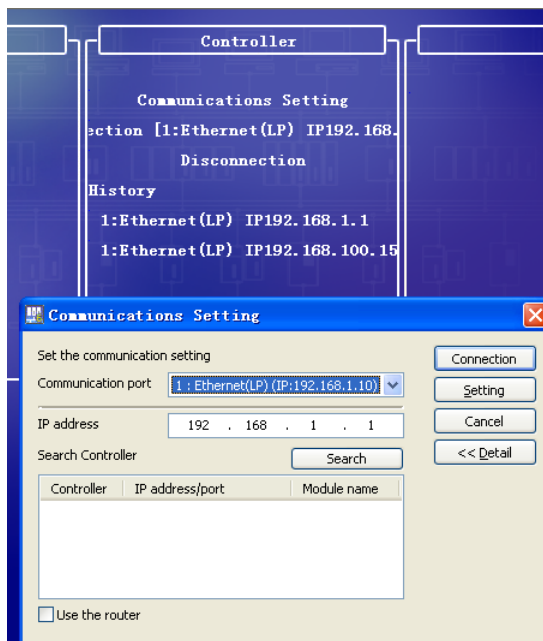 Controller
Communications Setting
ection [1:Ethernet(LP) IP192.168.
Disconnection
History
1:Ethernet(LP) IP192.168.1.1
1:Ethernet(LP) IP192.168.100.15
Communications Setting
Set the communication setting
Communication port 1 : Ethernet(LP) (IP:192.168.1.10)
IP address 192 . 168 . 1 . 1
Search Controller Search
Controller IP address/port Module name
Use the router
Connection
Setting
Cancel
<< Detail